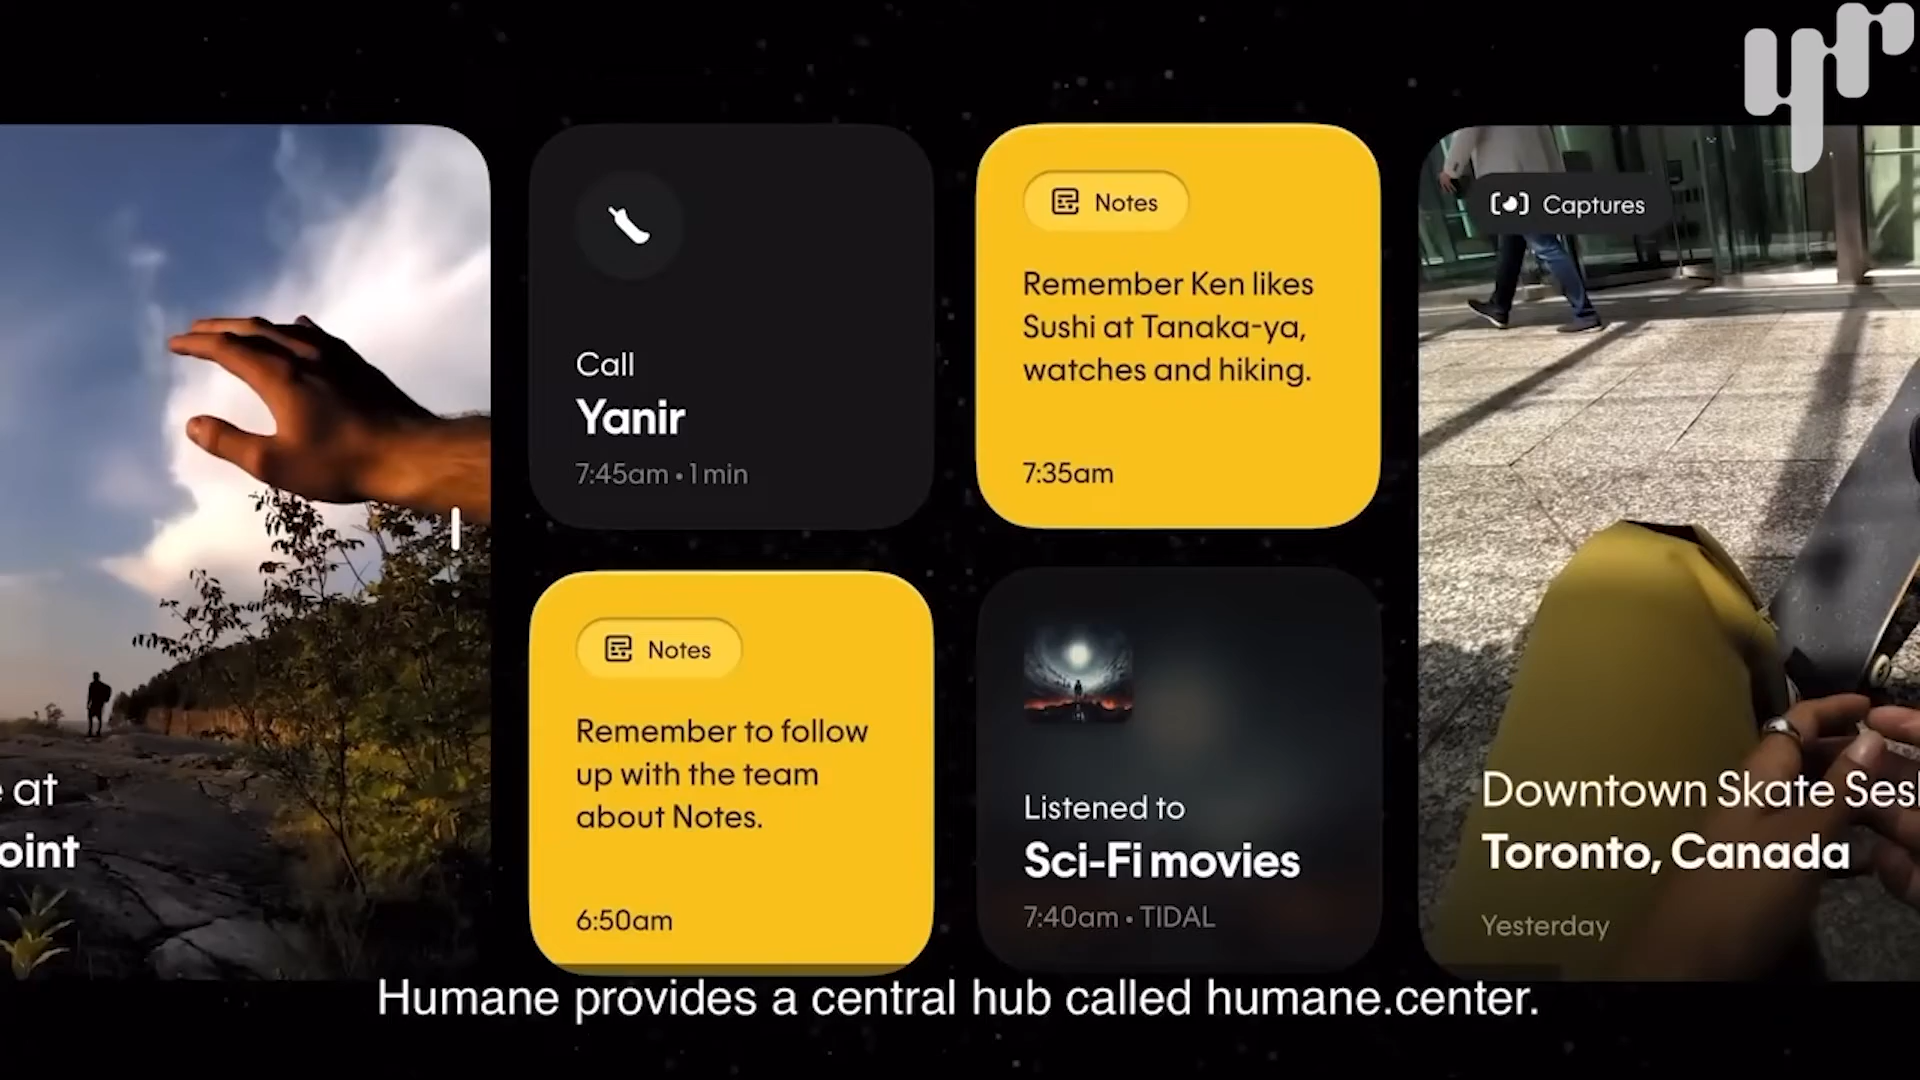 e at
oint
Call
Yanir
7:45am • 1 min
Notes
Remember Ken likes
Sushi at Tanaka-ya,
watches and hiking.
7:35am
Notes
Remember to follow
up with the team
about Notes.
6:50am
Listened to
Sci-Fi movies
7:40am • TIDAL
Captures
Downtown Skate Sesh
Toronto, Canada
Yesterday
Humane provides a central hub called humane.center.